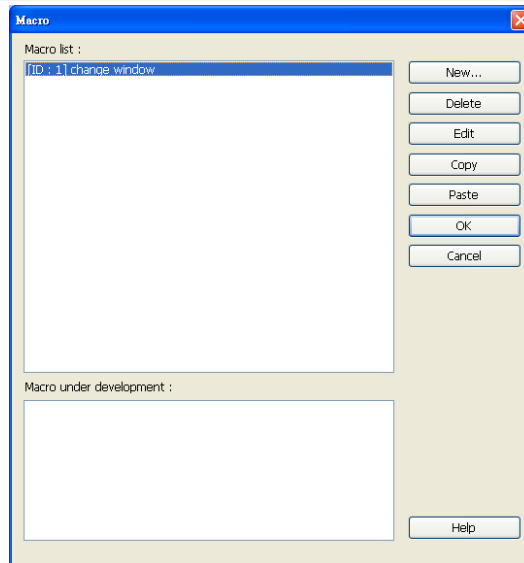 Macro
Macro list :
[ID : 1] change window
New...
Delete
Edit
Copy
Paste
OK
Cancel
Macro under development :
Help